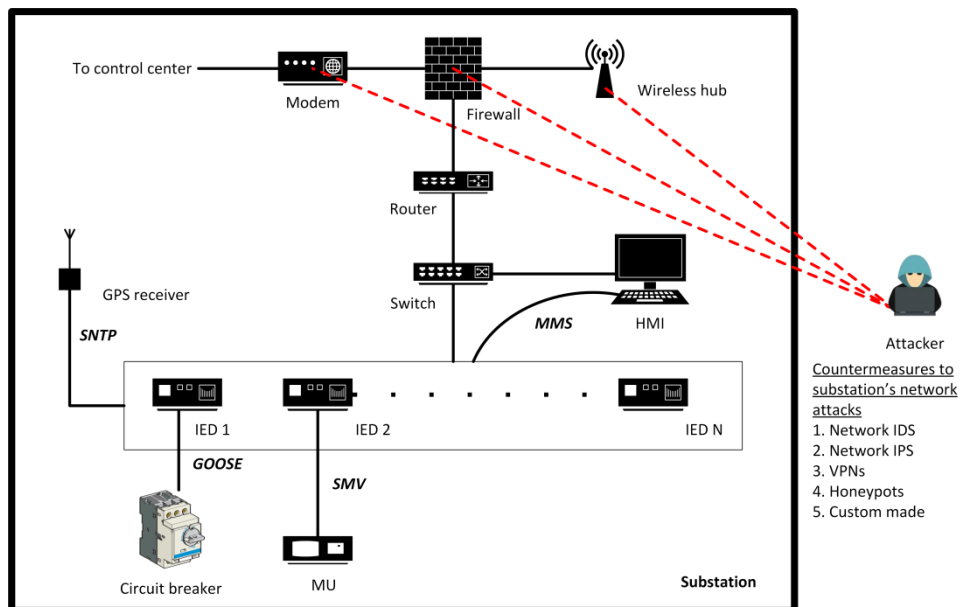 To control center
Modem
Firewall
Wireless hub
Router
GPS receiver
Switch
HMI
MMS
SNTP
Attacker
Countermeasures to
substation's network
attacks
1. Network IDS
2. Network IPS
3. VPNs
4. Honeypots
5. Custom made
IED 1
IED 2
IED N
GOOSE
SMV
Circuit breaker
MU
Substation